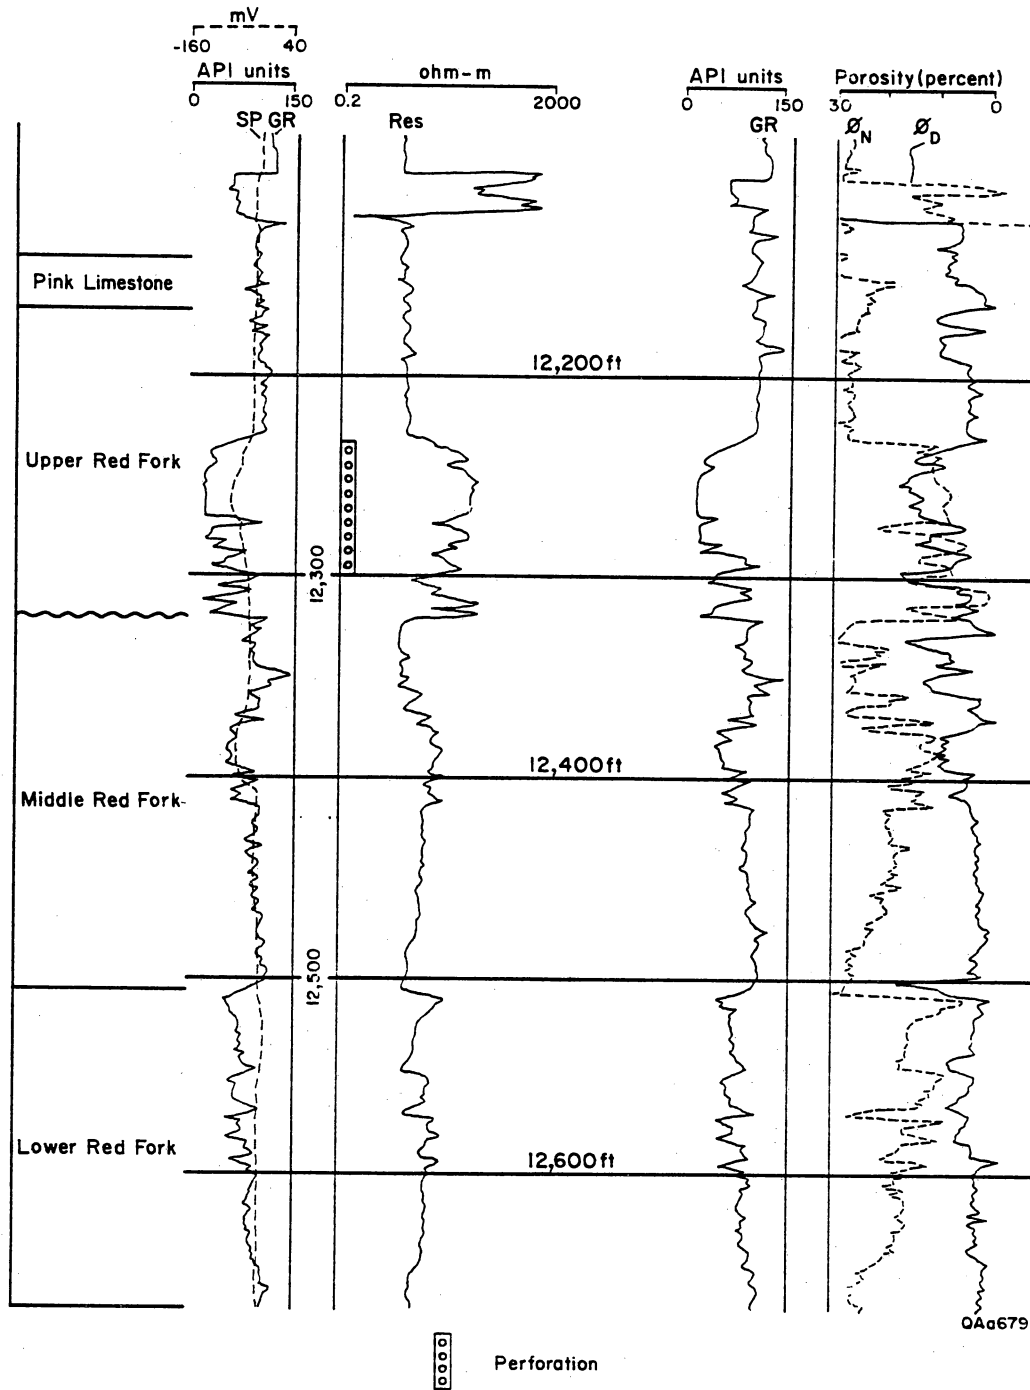 mV
-160 40
API units ohm-m API units Porosity (percent)
0 150 0.2 2000 0 150 30 0
SP GR Res GR ØN ØD
Pink Limestone
12,200 ft
Upper Red Fork
12,300
12,400 ft
Middle Red Fork
12,500
Lower Red Fork
12,600 ft
QAa679
Perforation